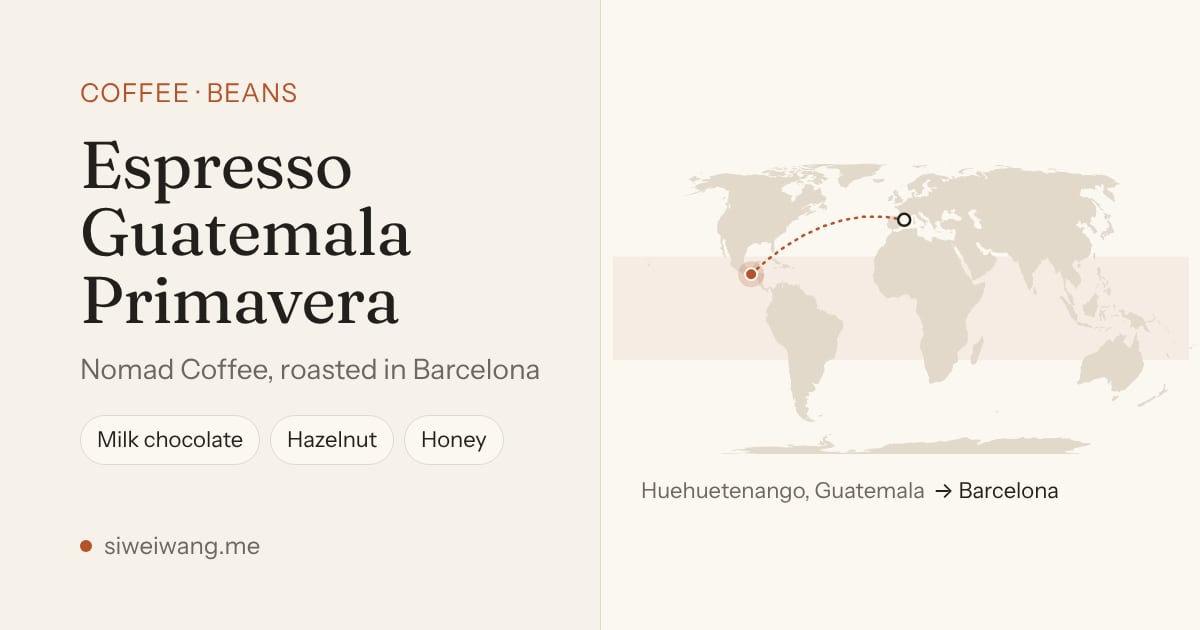 COFFEE · BEANS
Espresso
Guatemala
Primavera
Nomad Coffee, roasted in Barcelona
Milk chocolate
Hazelnut
Honey
siweiwang.me
Huehuetenango, Guatemala → Barcelona